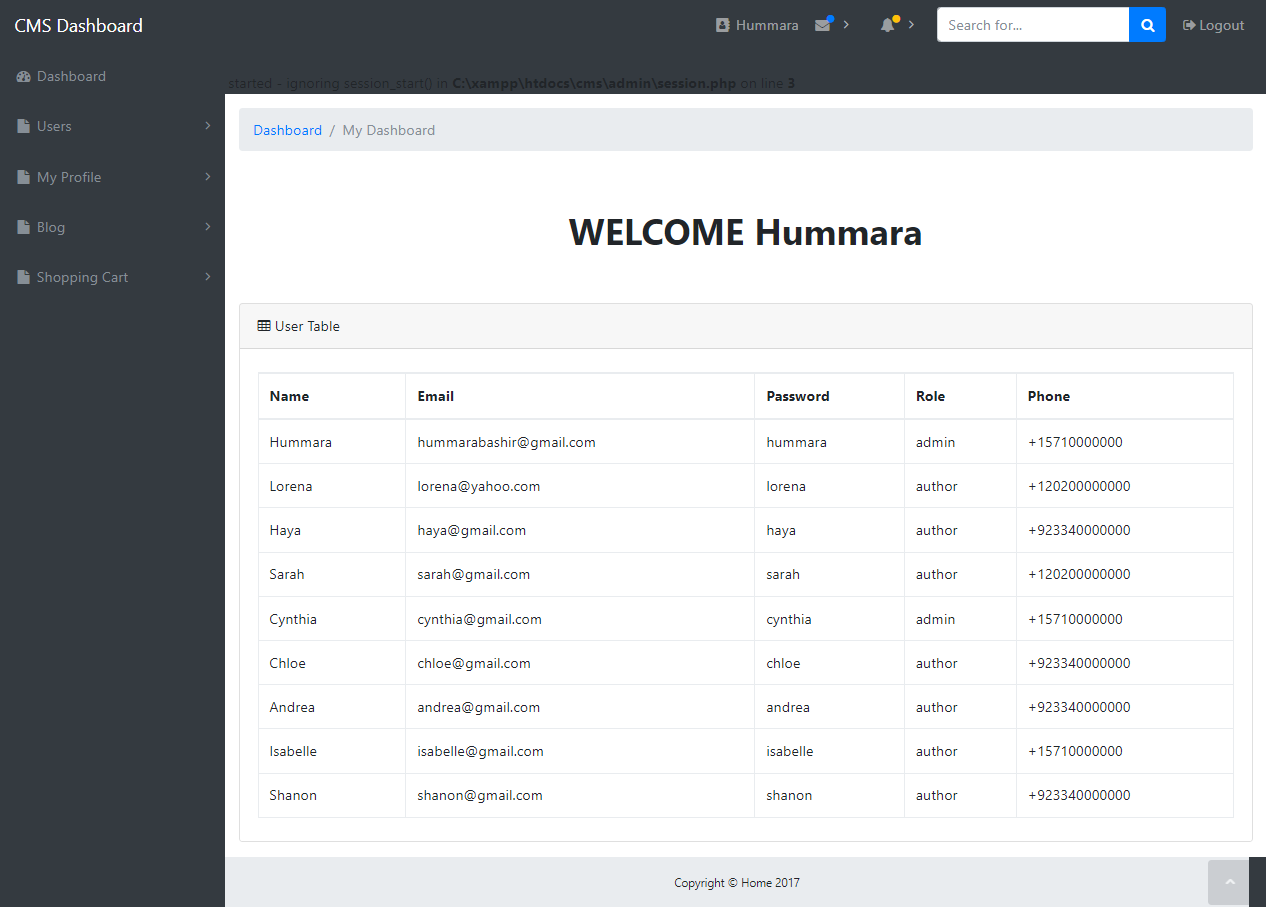 CMS Dashboard
Hummara
Search for...
Logout
Dashboard
Users
My Profile
Blog
Shopping Cart
started - ignoring session_start() in C:\xampp\htdocs\cms\admin\session.php on line 3
Dashboard / My Dashboard
WELCOME Hummara
User Table
Name Email Password Role Phone
Hummara hummarabashir@gmail.com hummara admin +15710000000
Lorena lorena@yahoo.com lorena author +120200000000
Haya haya@gmail.com haya author +923340000000
Sarah sarah@gmail.com sarah author +120200000000
Cynthia cynthia@gmail.com cynthia admin +15710000000
Chloe chloe@gmail.com chloe author +923340000000
Andrea andrea@gmail.com andrea author +923340000000
Isabelle isabelle@gmail.com isabelle author +15710000000
Shanon shanon@gmail.com shanon author +923340000000
Copyright © Home 2017